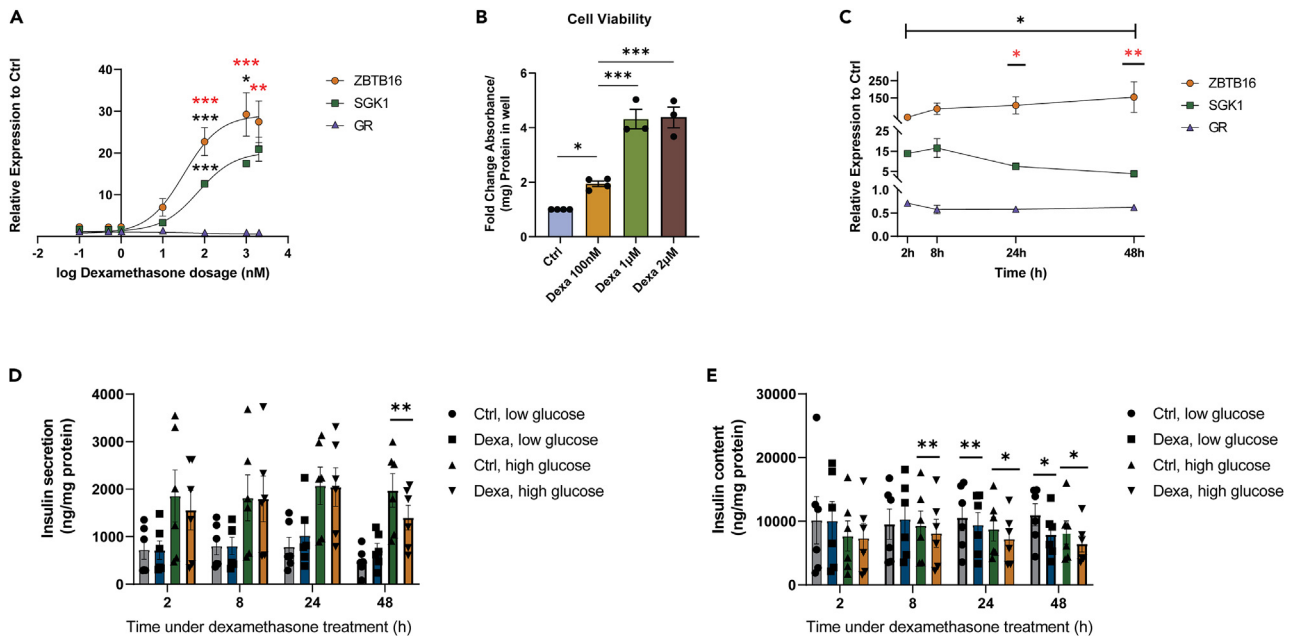 A
Relative Expression to Ctrl
40
30
20
10
***
*
**
***
***
***
-2
-1
0
1
2
3
4
log Dexamethasone dosage (nM)
ZBTB16
SGK1
GR
B
Cell Viability
Fold Change Absorbance/
(mg) Protein in well
6
4
2
0
*
***
***
Ctrl
Dexa 100nM
Dexa 1µM
Dexa 2µM
C
Relative Expression to Ctrl
250
150
25
15
5
1.0
0.5
0.0
*
*
**
2h
8h
24h
48h
Time (h)
ZBTB16
SGK1
GR
D
Insulin secretion
(ng/mg protein)
4000
3000
2000
1000
0
**
2
8
24
48
Time under dexamethasone treatment (h)
Ctrl, low glucose
Dexa, low glucose
Ctrl, high glucose
Dexa, high glucose
E
Insulin content
(ng/mg protein)
30000
20000
10000
0
**
**
*
*
*
2
8
24
48
Time under dexamethasone treatment (h)
Ctrl, low glucose
Dexa, low glucose
Ctrl, high glucose
Dexa, high glucose